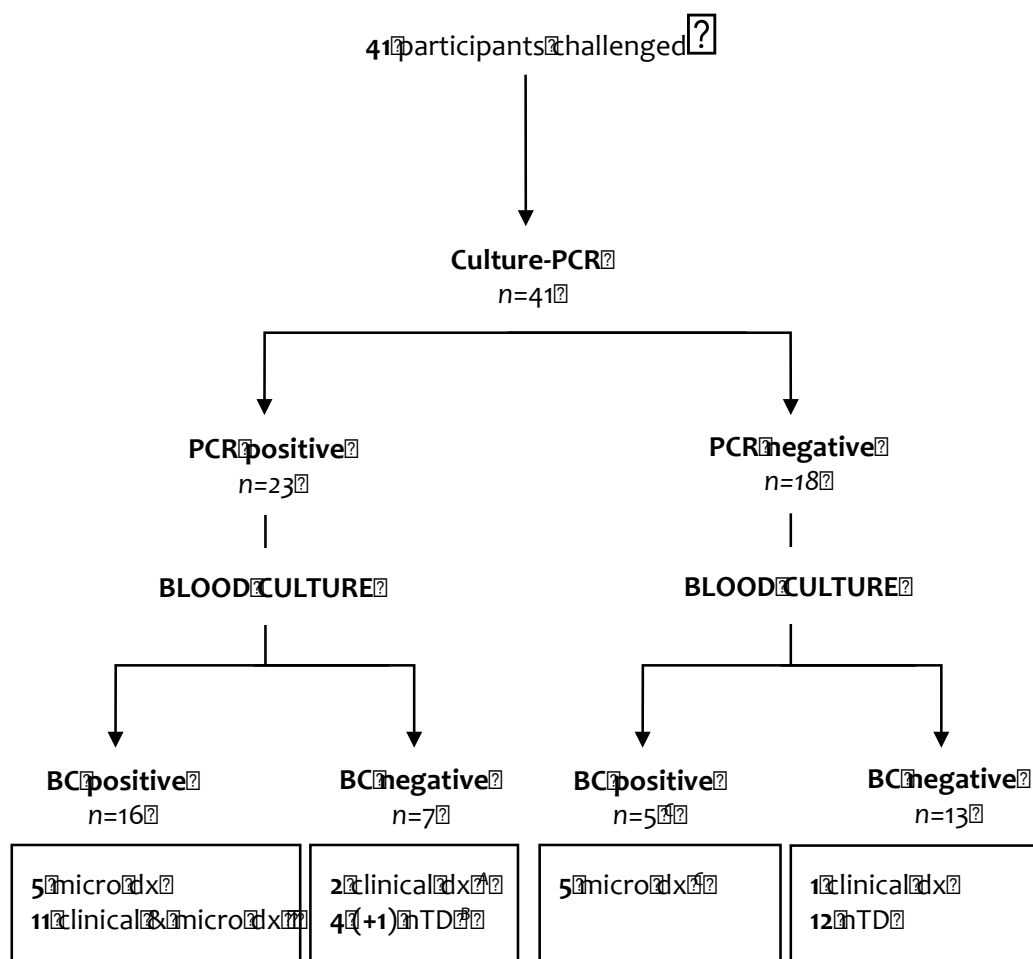 41 participants challenged
Culture-PCR
n=41
PCR positive
n=23
PCR negative
n=18
BLOOD CULTURE
BLOOD CULTURE
BC positive
n=16
BC negative
n=7
BC positive
n=5 C
BC negative
n=13
5 micro dx
11 clinical & micro dx
2 clinical dx A
4 (+1) nTD B
5 micro dx C
1 clinical dx
12 nTD